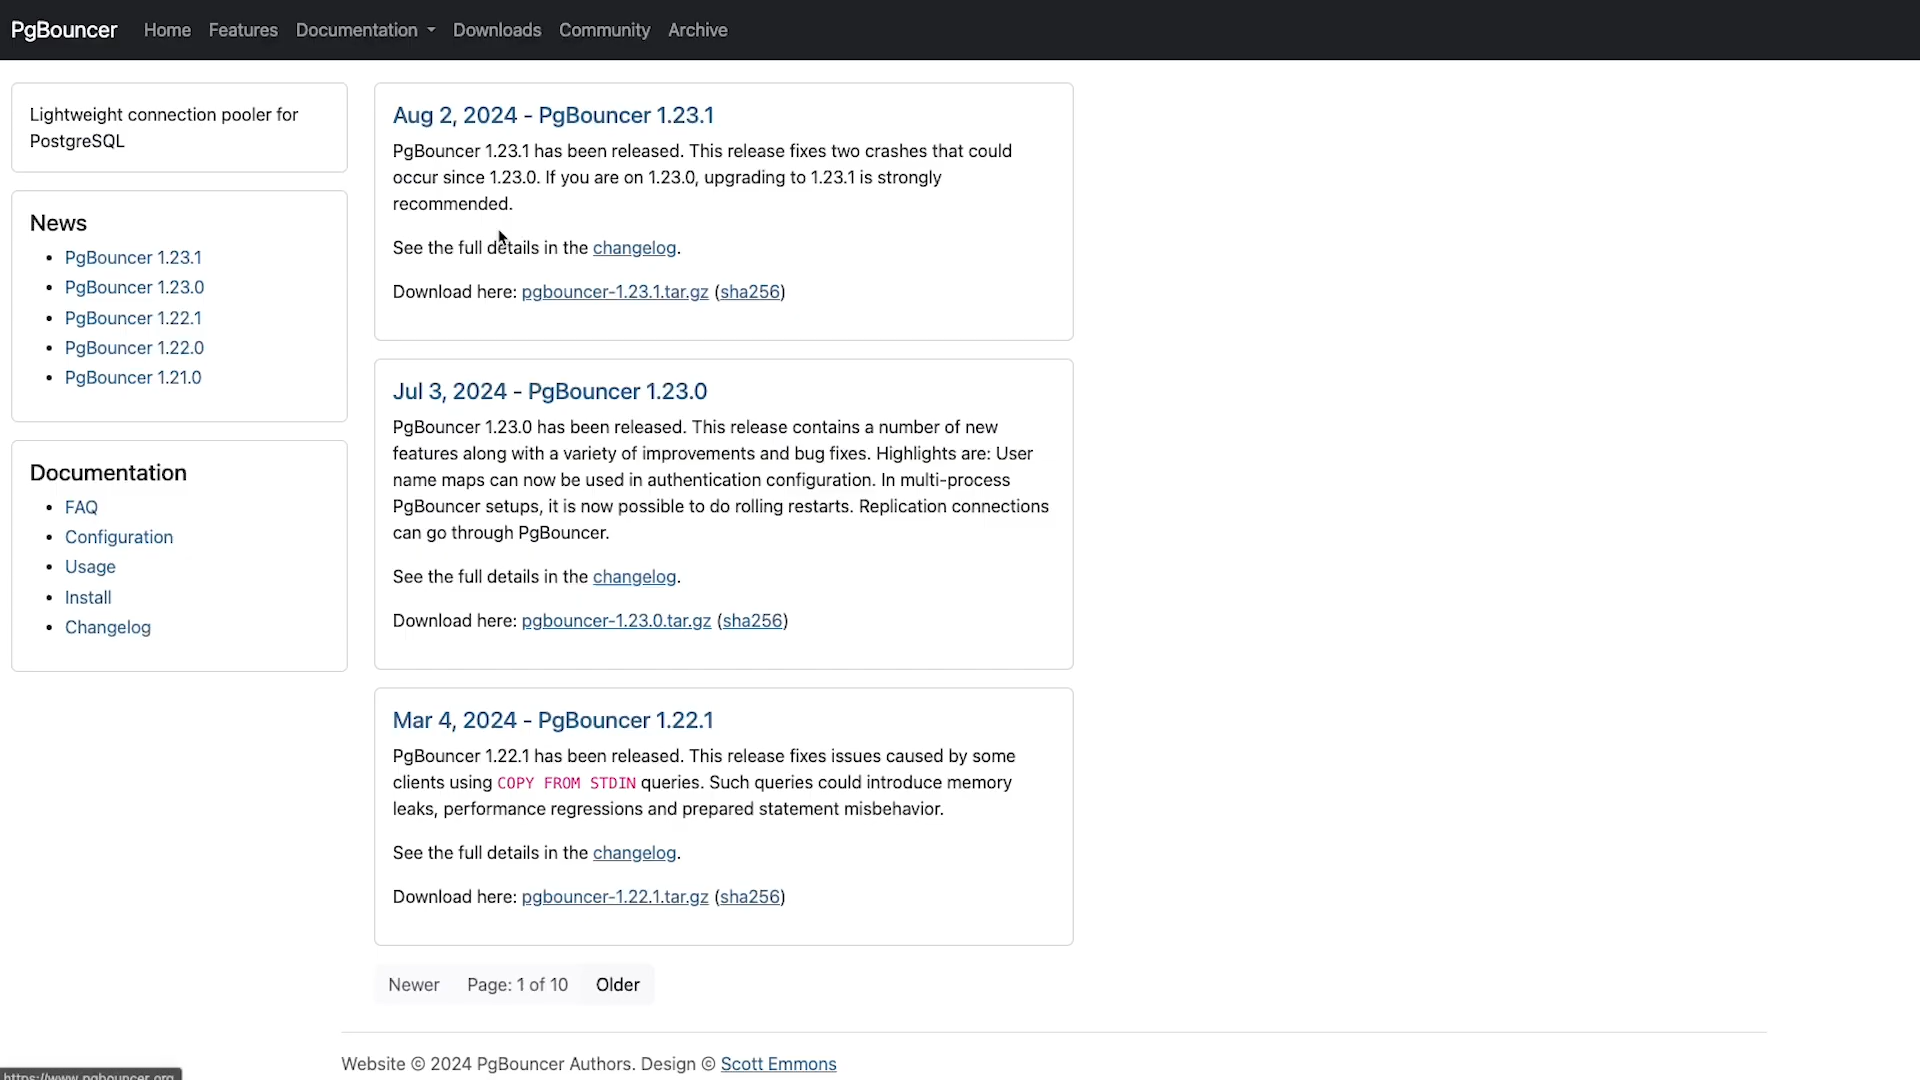 PgBouncer Home Features Documentation Downloads Community Archive
Lightweight connection pooler for
PostgreSQL
News
PgBouncer 1.23.1
PgBouncer 1.23.0
PgBouncer 1.22.1
PgBouncer 1.22.0
PgBouncer 1.21.0
Documentation
FAQ
Configuration
Usage
Install
Changelog
Aug 2, 2024 - PgBouncer 1.23.1
PgBouncer 1.23.1 has been released. This release fixes two crashes that could
occur since 1.23.0. If you are on 1.23.0, upgrading to 1.23.1 is strongly
recommended.
See the full details in the changelog.
Download here: pgbouncer-1.23.1.tar.gz (sha256)
Jul 3, 2024 - PgBouncer 1.23.0
PgBouncer 1.23.0 has been released. This release contains a number of new
features along with a variety of improvements and bug fixes. Highlights are: User
name maps can now be used in authentication configuration. In multi-process
PgBouncer setups, it is now possible to do rolling restarts. Replication connections
can go through PgBouncer.
See the full details in the changelog.
Download here: pgbouncer-1.23.0.tar.gz (sha256)
Mar 4, 2024 - PgBouncer 1.22.1
PgBouncer 1.22.1 has been released. This release fixes issues caused by some
clients using COPY FROM STDIN queries. Such queries could introduce memory
leaks, performance regressions and prepared statement misbehavior.
See the full details in the changelog.
Download here: pgbouncer-1.22.1.tar.gz (sha256)
Newer Page: 1 of 10 Older
Website © 2024 PgBouncer Authors. Design © Scott Emmons
https://www.pgbouncer.org